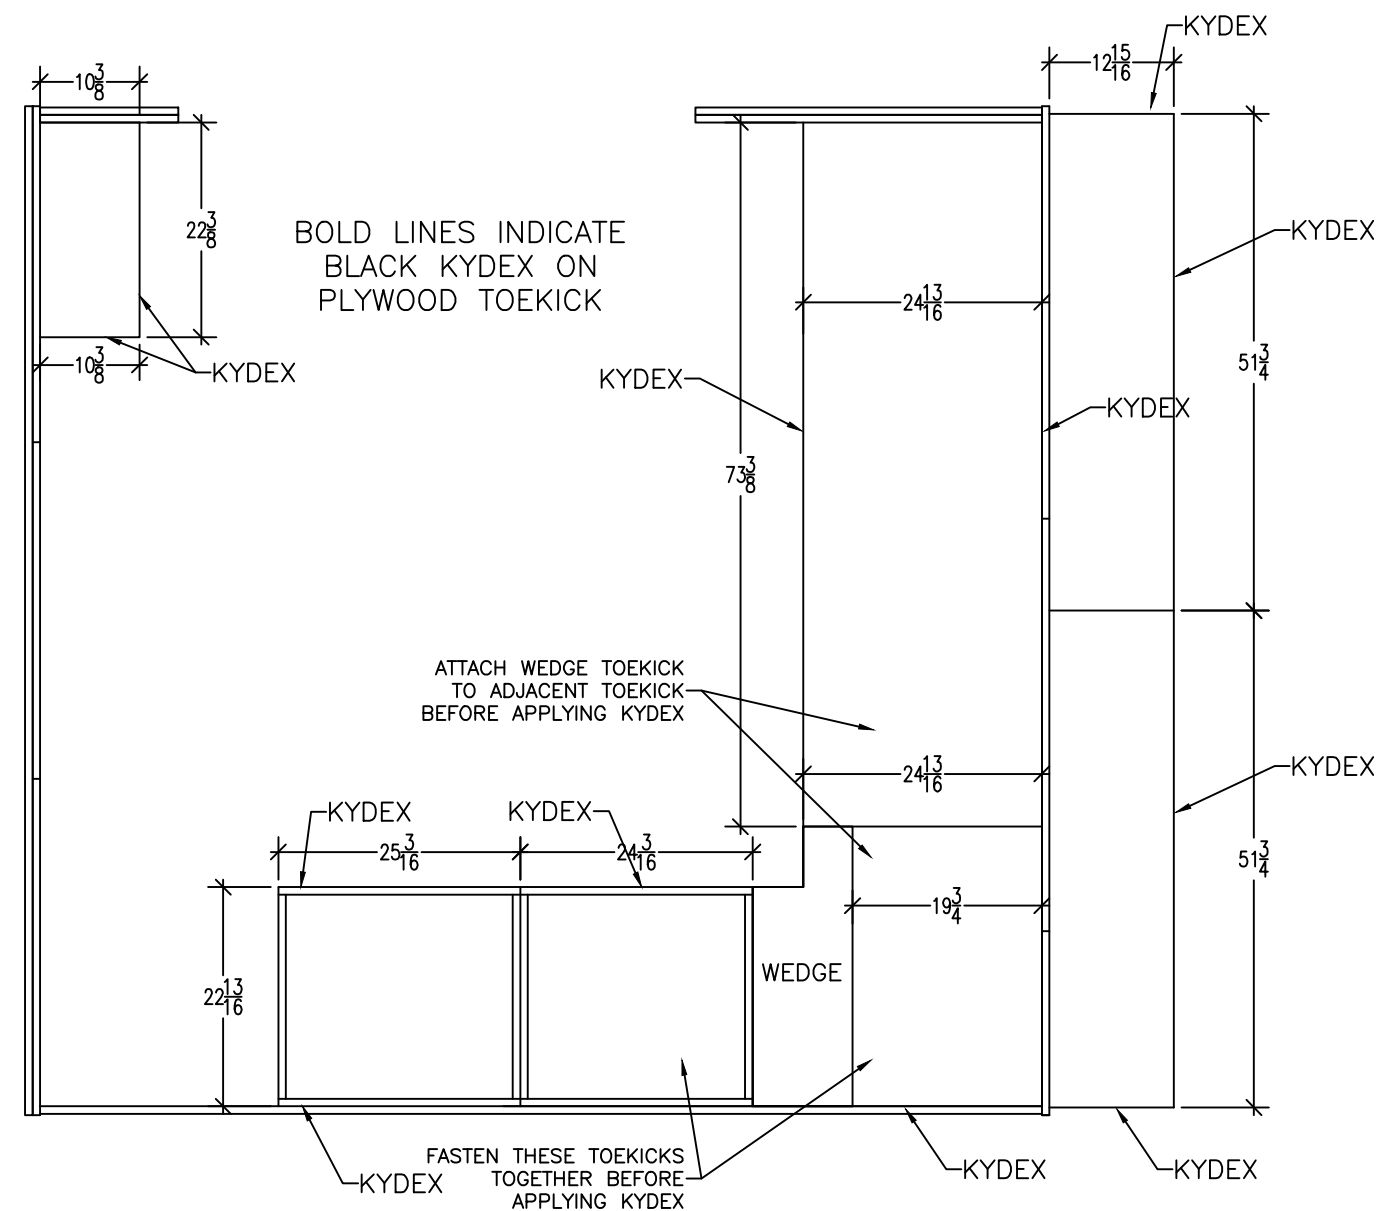 KYDEX
10 3/8
12 15/16
22 3/8
BOLD LINES INDICATE
BLACK KYDEX ON
PLYWOOD TOEKICK
KYDEX
24 13/16
10 3/8
KYDEX
KYDEX
51 3/4
KYDEX
73 3/8
ATTACH WEDGE TOEKICK
TO ADJACENT TOEKICK
BEFORE APPLYING KYDEX
24 13/16
KYDEX
KYDEX
KYDEX
25 3/16
24 3/16
51 3/4
19 3/4
WEDGE
22 13/16
FASTEN THESE TOEKICKS
TOGETHER BEFORE
APPLYING KYDEX
KYDEX
KYDEX
KYDEX